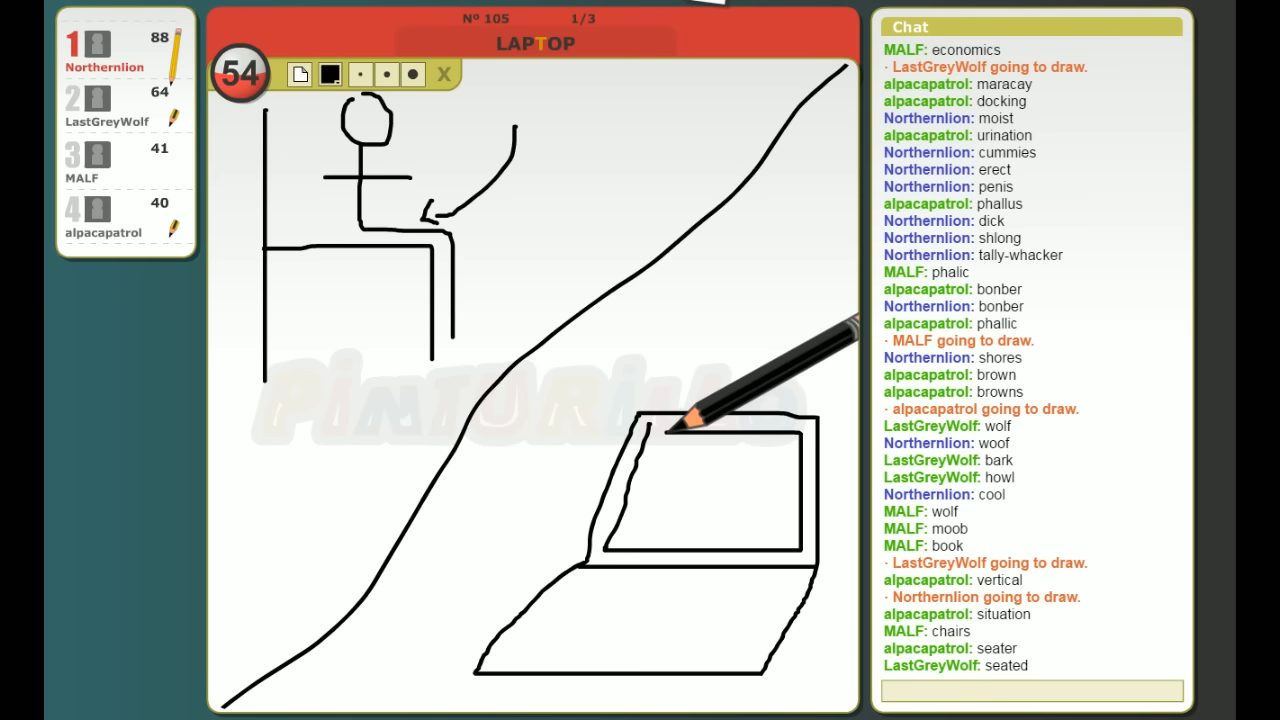 1
88
Northernlion
2
64
LastGreyWolf
3
41
MALF
4
40
alpacapatrol
Nº 105
1/3
LAPTOP
54
X
PiNTURiLLO
Chat
MALF: economics
· LastGreyWolf going to draw.
alpacapatrol: maracay
alpacapatrol: docking
Northernlion: moist
alpacapatrol: urination
Northernlion: cummies
Northernlion: erect
Northernlion: penis
alpacapatrol: phallus
Northernlion: dick
Northernlion: shlong
Northernlion: tally-whacker
MALF: phalic
alpacapatrol: bonber
Northernlion: bonber
alpacapatrol: phallic
· MALF going to draw.
Northernlion: shores
alpacapatrol: brown
alpacapatrol: browns
· alpacapatrol going to draw.
LastGreyWolf: wolf
Northernlion: woof
LastGreyWolf: bark
LastGreyWolf: howl
Northernlion: cool
MALF: wolf
MALF: moob
MALF: book
· LastGreyWolf going to draw.
alpacapatrol: vertical
· Northernlion going to draw.
alpacapatrol: situation
MALF: chairs
alpacapatrol: seater
LastGreyWolf: seated